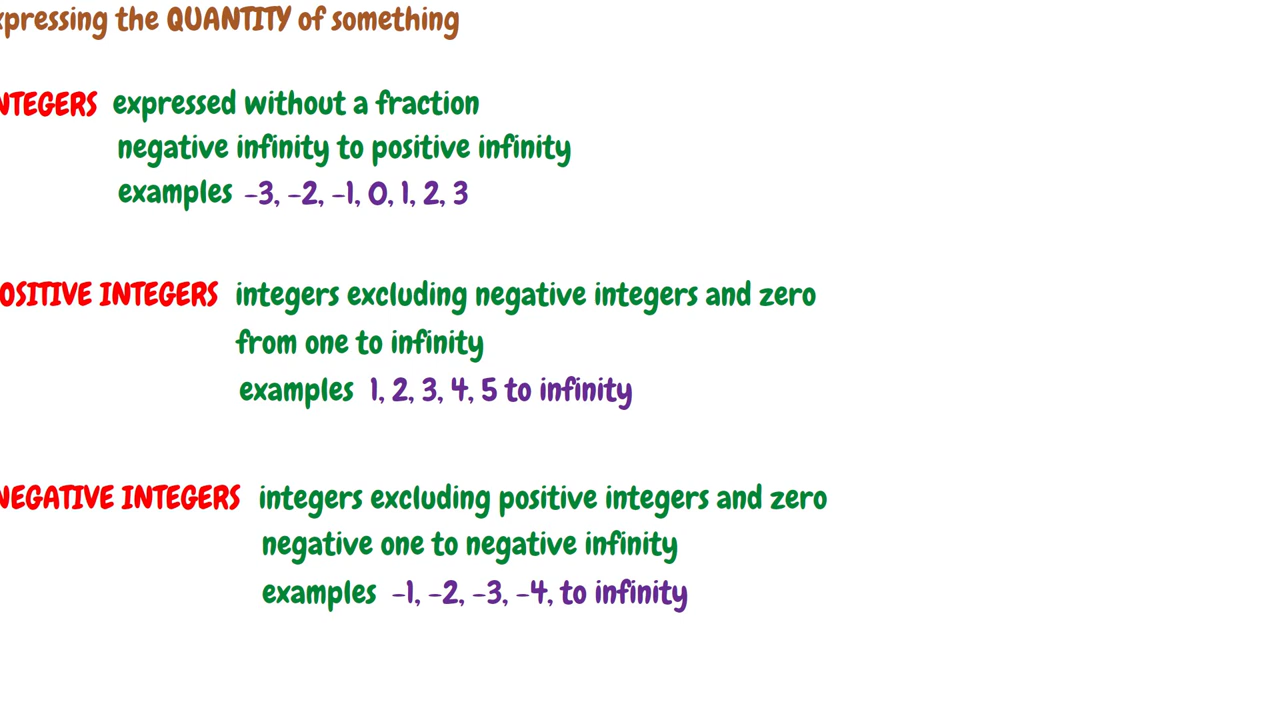 xpressing the QUANTITY of something
NTEGERS expressed without a fraction
negative infinity to positive infinity
examples -3, -2, -1, 0, 1, 2, 3
OSITIVE INTEGERS integers excluding negative integers and zero
from one to infinity
examples 1, 2, 3, 4, 5 to infinity
NEGATIVE INTEGERS integers excluding positive integers and zero
negative one to negative infinity
examples -1, -2, -3, -4, to infinity